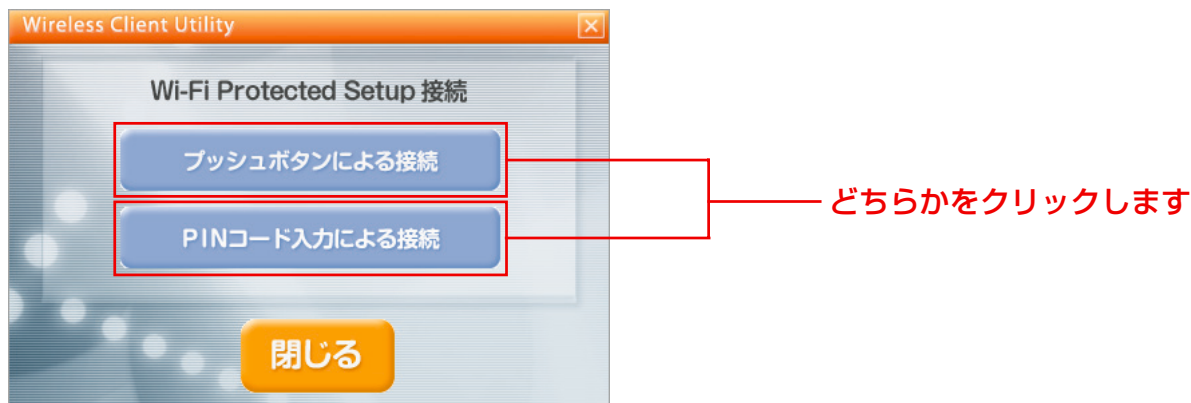 Wireless Client Utility
Wi-Fi Protected Setup 接続
プッシュボタンによる接続
どちらかをクリックします
PINコード入力による接続
閉じる